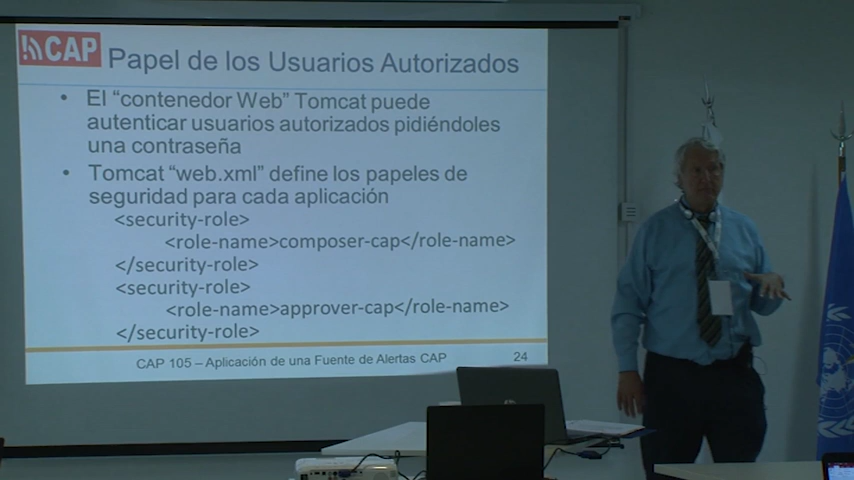 CAP
Papel de los Usuarios Autorizados
• El “contenedor Web” Tomcat puede
autenticar usuarios autorizados pidiéndoles
una contraseña
• Tomcat “web.xml” define los papeles de
seguridad para cada aplicación
<security-role>
<role-name>composer-cap</role-name>
</security-role>
<security-role>
<role-name>approver-cap</role-name>
</security-role>
CAP 105 – Aplicación de una Fuente de Alertas CAP
24